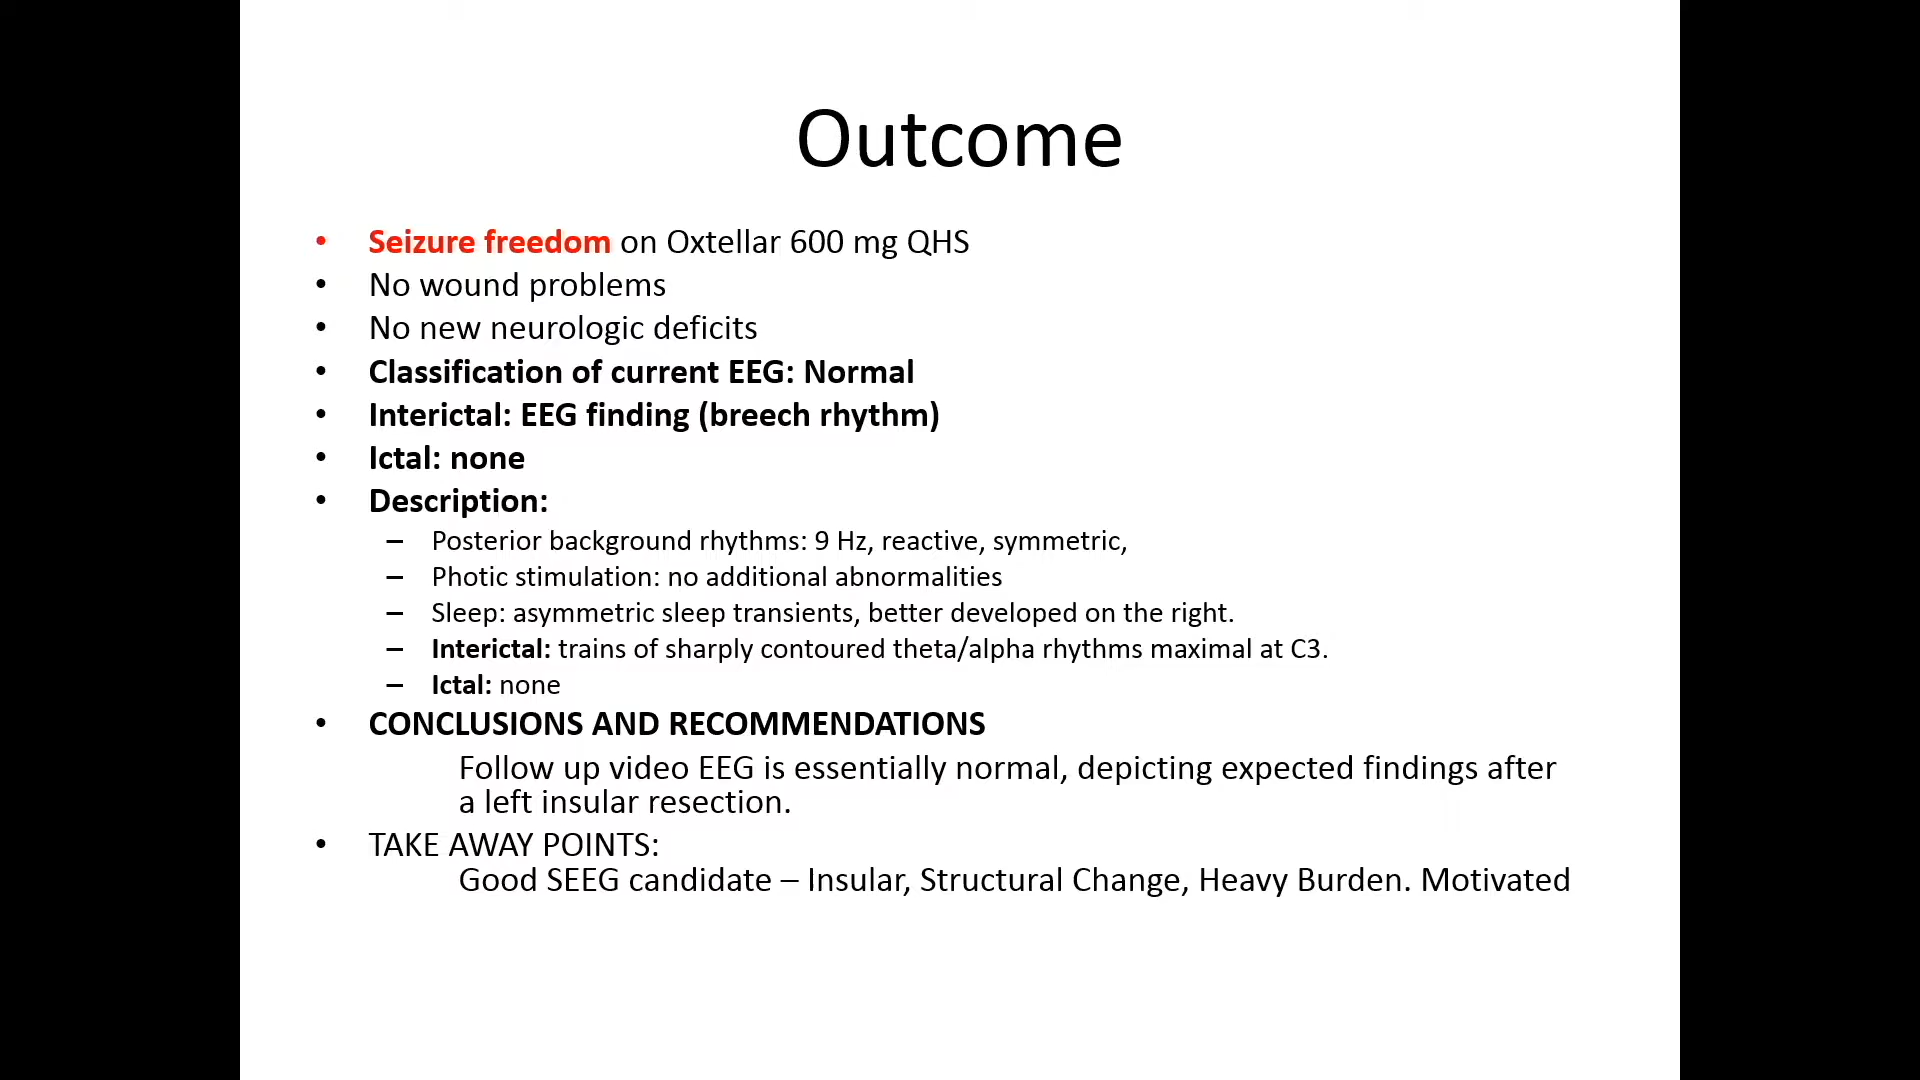 Outcome
• Seizure freedom on Oxtellar 600 mg QHS
• No wound problems
• No new neurologic deficits
• Classification of current EEG: Normal
• Interictal: EEG finding (breech rhythm)
• Ictal: none
• Description:
– Posterior background rhythms: 9 Hz, reactive, symmetric,
– Photic stimulation: no additional abnormalities
– Sleep: asymmetric sleep transients, better developed on the right.
– Interictal: trains of sharply contoured theta/alpha rhythms maximal at C3.
– Ictal: none
• CONCLUSIONS AND RECOMMENDATIONS
Follow up video EEG is essentially normal, depicting expected findings after
a left insular resection.
• TAKE AWAY POINTS:
Good SEEG candidate – Insular, Structural Change, Heavy Burden. Motivated